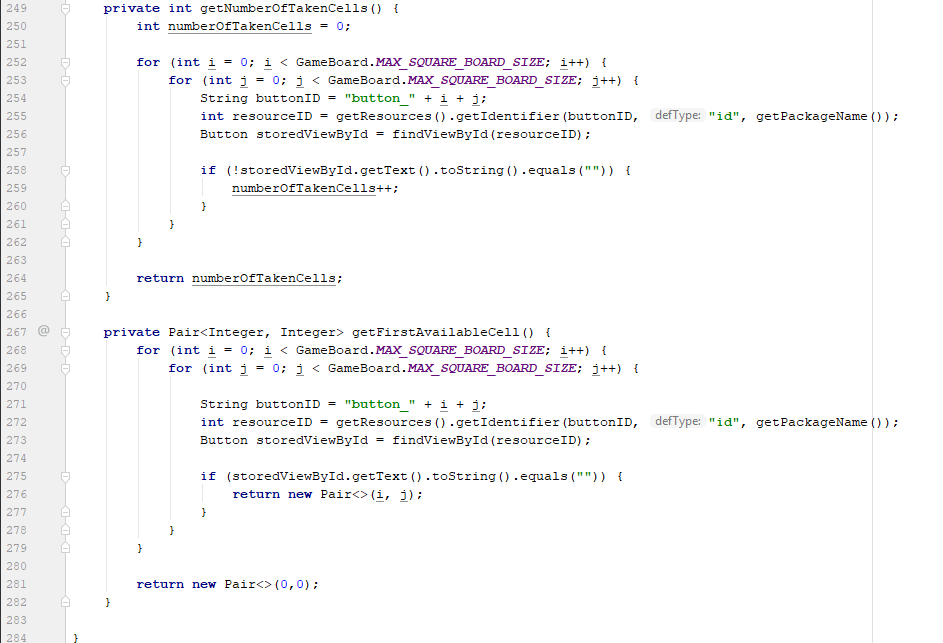 249 private int getNumberOfTakenCells() {
250 int numberOfTakenCells = 0;
251
252 for (int i = 0; i < GameBoard.MAX_SQUARE_BOARD_SIZE; i++) {
253 for (int j = 0; j < GameBoard.MAX_SQUARE_BOARD_SIZE; j++) {
254 String buttonID = "button_" + i + j;
255 int resourceID = getResources().getIdentifier(buttonID, defType: "id", getPackageName());
256 Button storedViewById = findViewById(resourceID);
257
258 if (!storedViewById.getText().toString().equals("")) {
259 numberOfTakenCells++;
260 }
261 }
262 }
263
264 return numberOfTakenCells;
265 }
266
267 @ private Pair<Integer, Integer> getFirstAvailableCell() {
268 for (int i = 0; i < GameBoard.MAX_SQUARE_BOARD_SIZE; i++) {
269 for (int j = 0; j < GameBoard.MAX_SQUARE_BOARD_SIZE; j++) {
270
271 String buttonID = "button_" + i + j;
272 int resourceID = getResources().getIdentifier(buttonID, defType: "id", getPackageName());
273 Button storedViewById = findViewById(resourceID);
274
275 if (storedViewById.getText().toString().equals("")) {
276 return new Pair<>(i, j);
277 }
278 }
279 }
280
281 return new Pair<>(0,0);
282 }
283
284 }